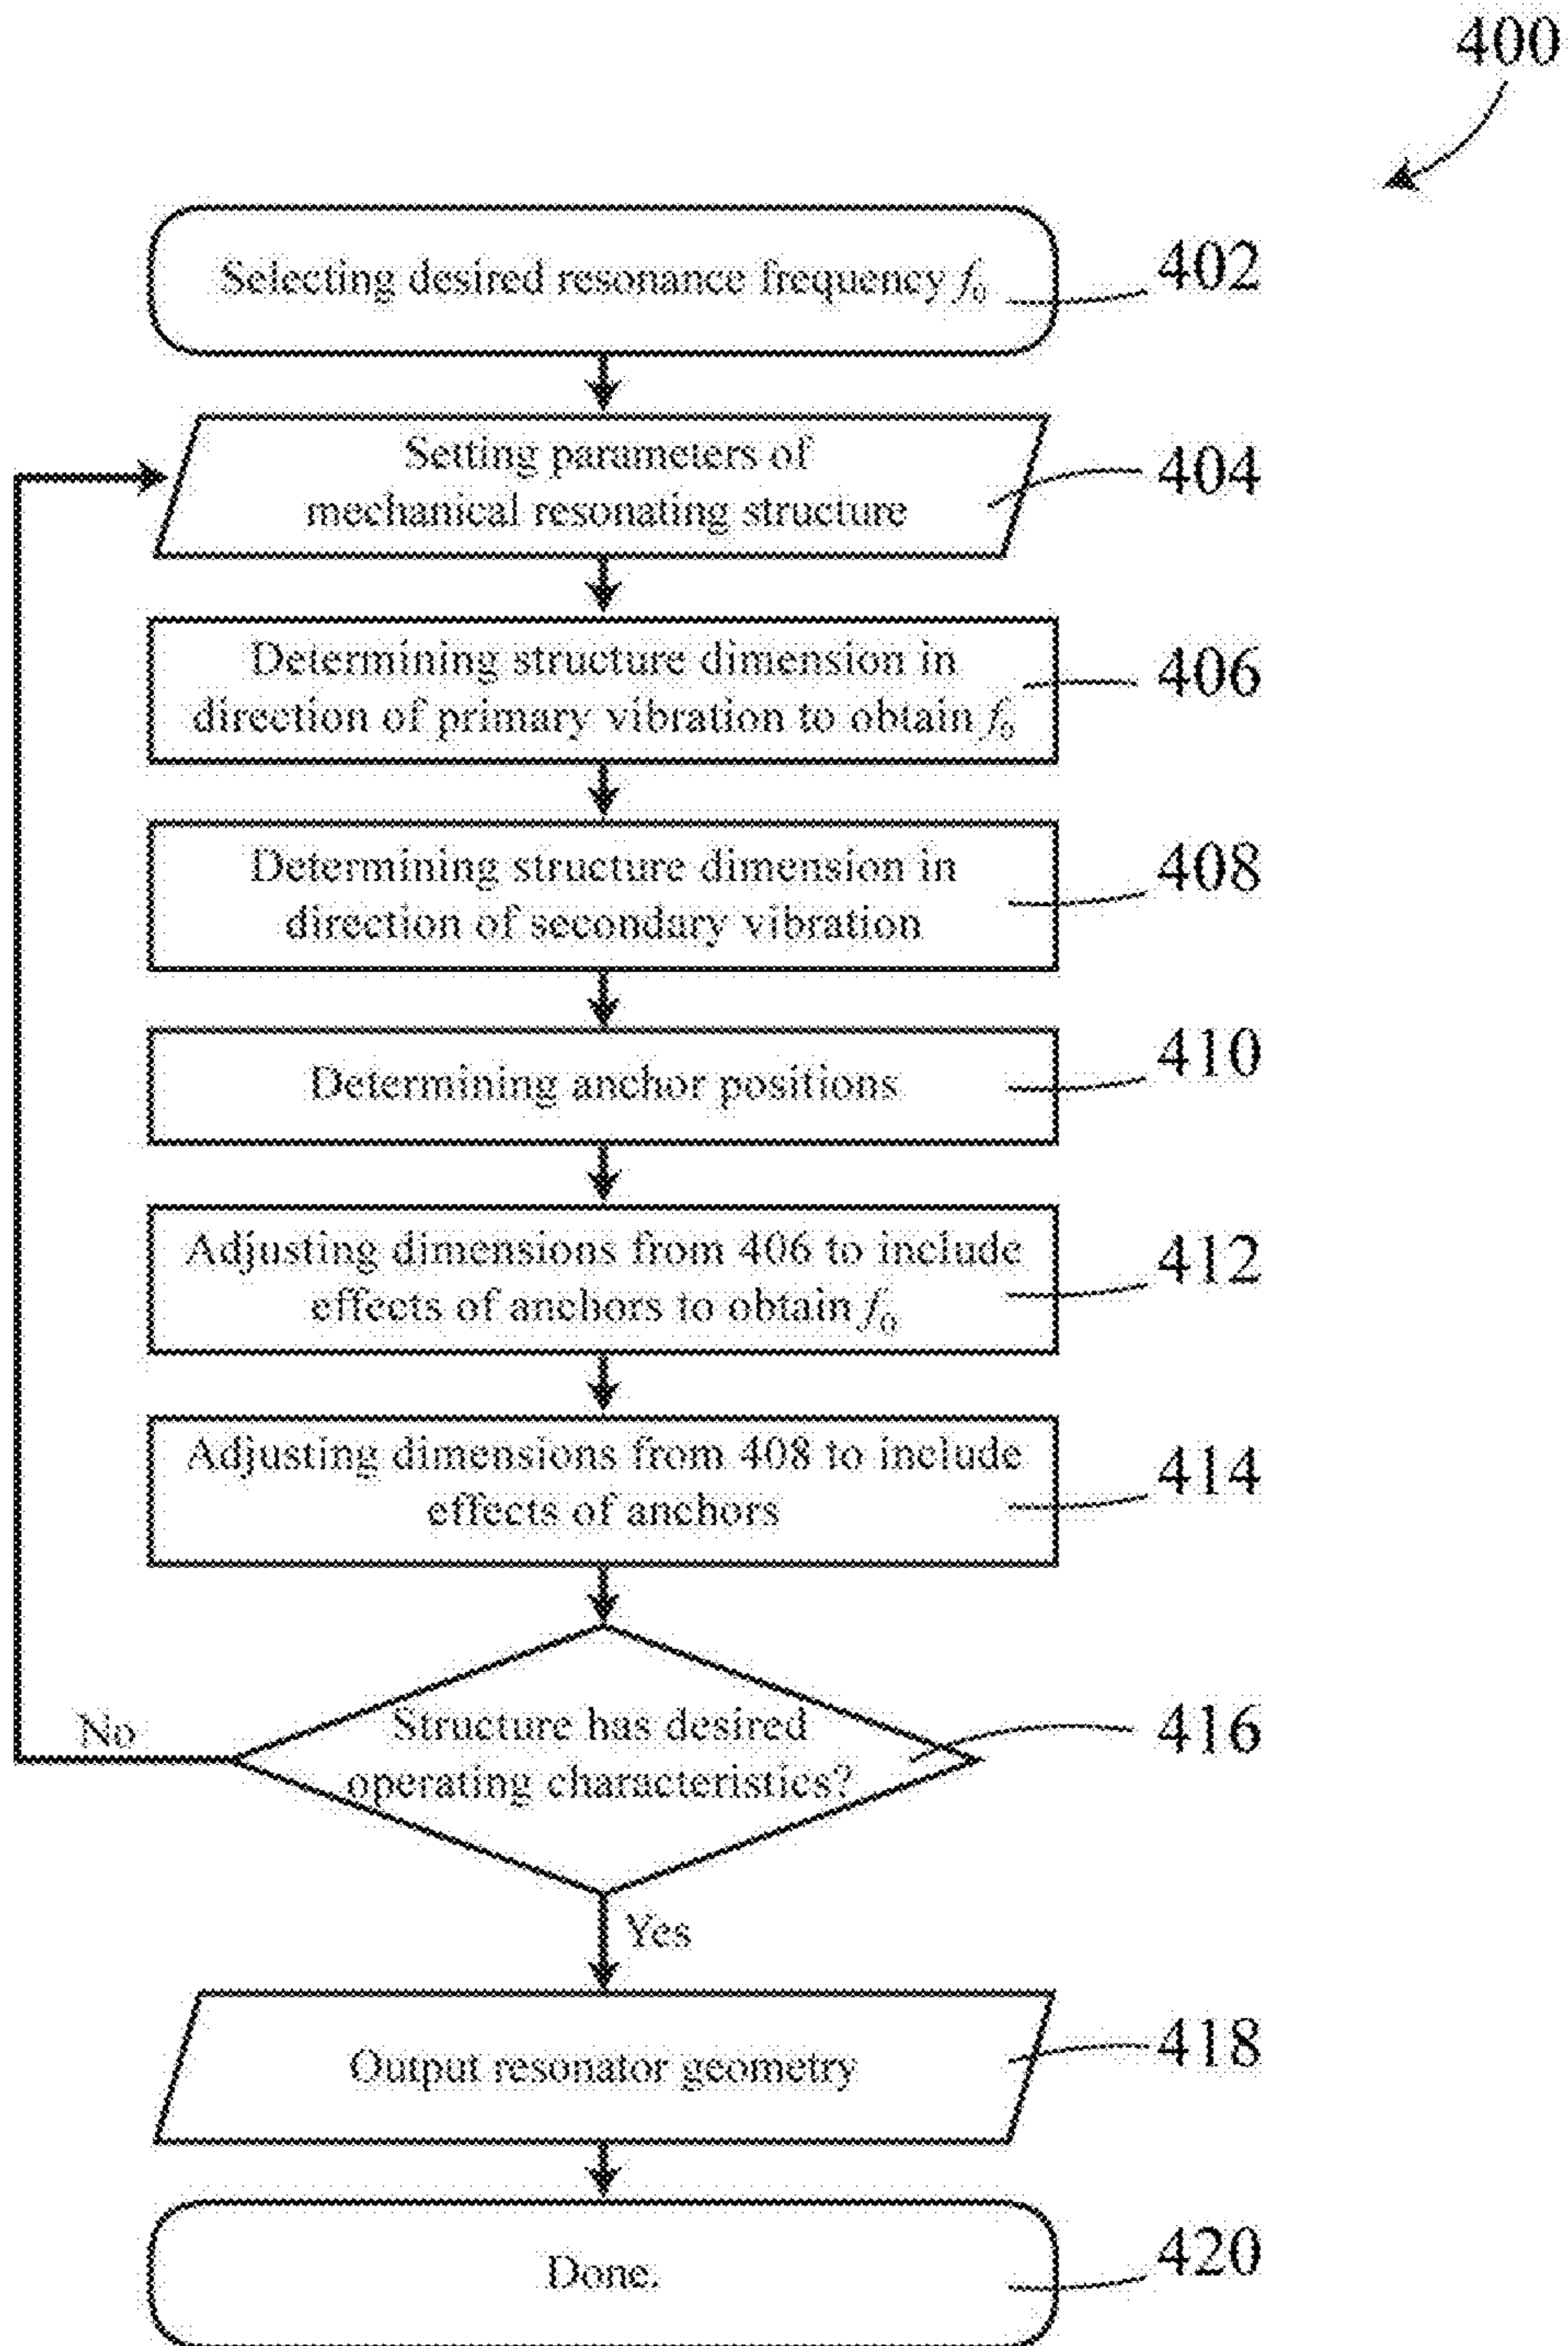 400
Selecting desired resonance frequency f₀
402
Setting parameters of
mechanical resonating structure
404
Determining structure dimension in
direction of primary vibration to obtain f₀
406
Determining structure dimension in
direction of secondary vibration
408
Determining anchor positions
410
Adjusting dimensions from 406 to include
effects of anchors to obtain f₀
412
Adjusting dimensions from 408 to include
effects of anchors
414
Structure has desired
operating characteristics?
416
No
Yes
Output resonator geometry
418
Done.
420